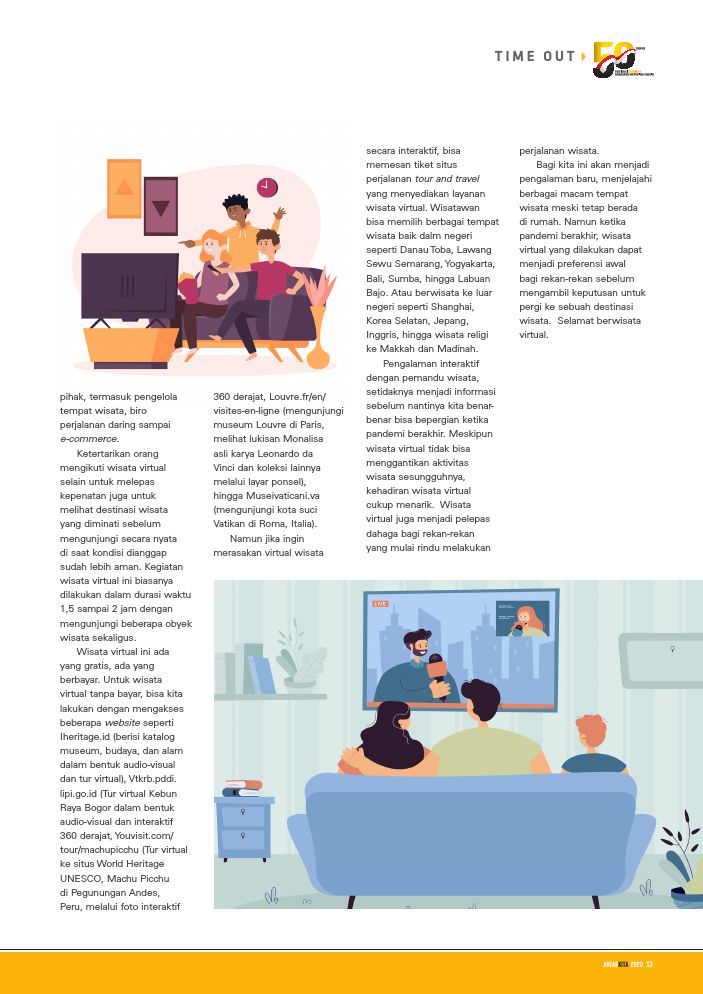 TIME OUT
50
pihak, termasuk pengelola
tempat wisata, biro
perjalanan daring sampai
e-commerce.
Ketertarikan orang
mengikuti wisata virtual
selain untuk melepas
kepenatan juga untuk
melihat destinasi wisata
yang diminati sebelum
mengunjungi secara nyata
di saat kondisi dianggap
sudah lebih aman. Kegiatan
wisata virtual ini biasanya
dilakukan dalam durasi waktu
1,5 sampai 2 jam dengan
mengunjungi beberapa obyek
wisata sekaligus.
Wisata virtual ini ada
yang gratis, ada yang
berbayar. Untuk wisata
virtual tanpa bayar, bisa kita
lakukan dengan mengakses
beberapa website seperti
Iheritage.id (berisi katalog
museum, budaya, dan alam
dalam bentuk audio-visual
dan tur virtual), Vtkrb.pddi.
lipi.go.id (Tur virtual Kebun
Raya Bogor dalam bentuk
audio-visual dan interaktif
360 derajat, Youvisit.com/
tour/machupicchu (Tur virtual
ke situs World Heritage
UNESCO, Machu Picchu
di Pegunungan Andes,
Peru, melalui foto interaktif
360 derajat, Louvre.fr/en/
visites-en-ligne (mengunjungi
museum Louvre di Paris,
melihat lukisan Monalisa
asli karya Leonardo da
Vinci dan koleksi lainnya
melalui layar ponsel),
hingga Museivaticani.va
(mengunjungi kota suci
Vatikan di Roma, Italia).
Namun jika ingin
merasakan virtual wisata
secara interaktif, bisa
memesan tiket situs
perjalanan tour and travel
yang menyediakan layanan
wisata virtual. Wisatawan
bisa memilih berbagai tempat
wisata baik dalm negeri
seperti Danau Toba, Lawang
Sewu Semarang, Yogyakarta,
Bali, Sumba, hingga Labuan
Bajo. Atau berwisata ke luar
negeri seperti Shanghai,
Korea Selatan, Jepang,
Inggris, hingga wisata religi
ke Makkah dan Madinah.
Pengalaman interaktif
dengan pemandu wisata,
setidaknya menjadi informasi
sebelum nantinya kita benar-
benar bisa bepergian ketika
pandemi berakhir. Meskipun
wisata virtual tidak bisa
menggantikan aktivitas
wisata sesungguhnya,
kehadiran wisata virtual
cukup menarik. Wisata
virtual juga menjadi pelepas
dahaga bagi rekan-rekan
yang mulai rindu melakukan
perjalanan wisata.
Bagi kita ini akan menjadi
pengalaman baru, menjelajahi
berbagai macam tempat
wisata meski tetap berada
di rumah. Namun ketika
pandemi berakhir, wisata
virtual yang dilakukan dapat
menjadi preferensi awal
bagi rekan-rekan sebelum
mengambil keputusan untuk
pergi ke sebuah destinasi
wisata. Selamat berwisata
virtual.
LIVE
ANTARKITA 2020 53